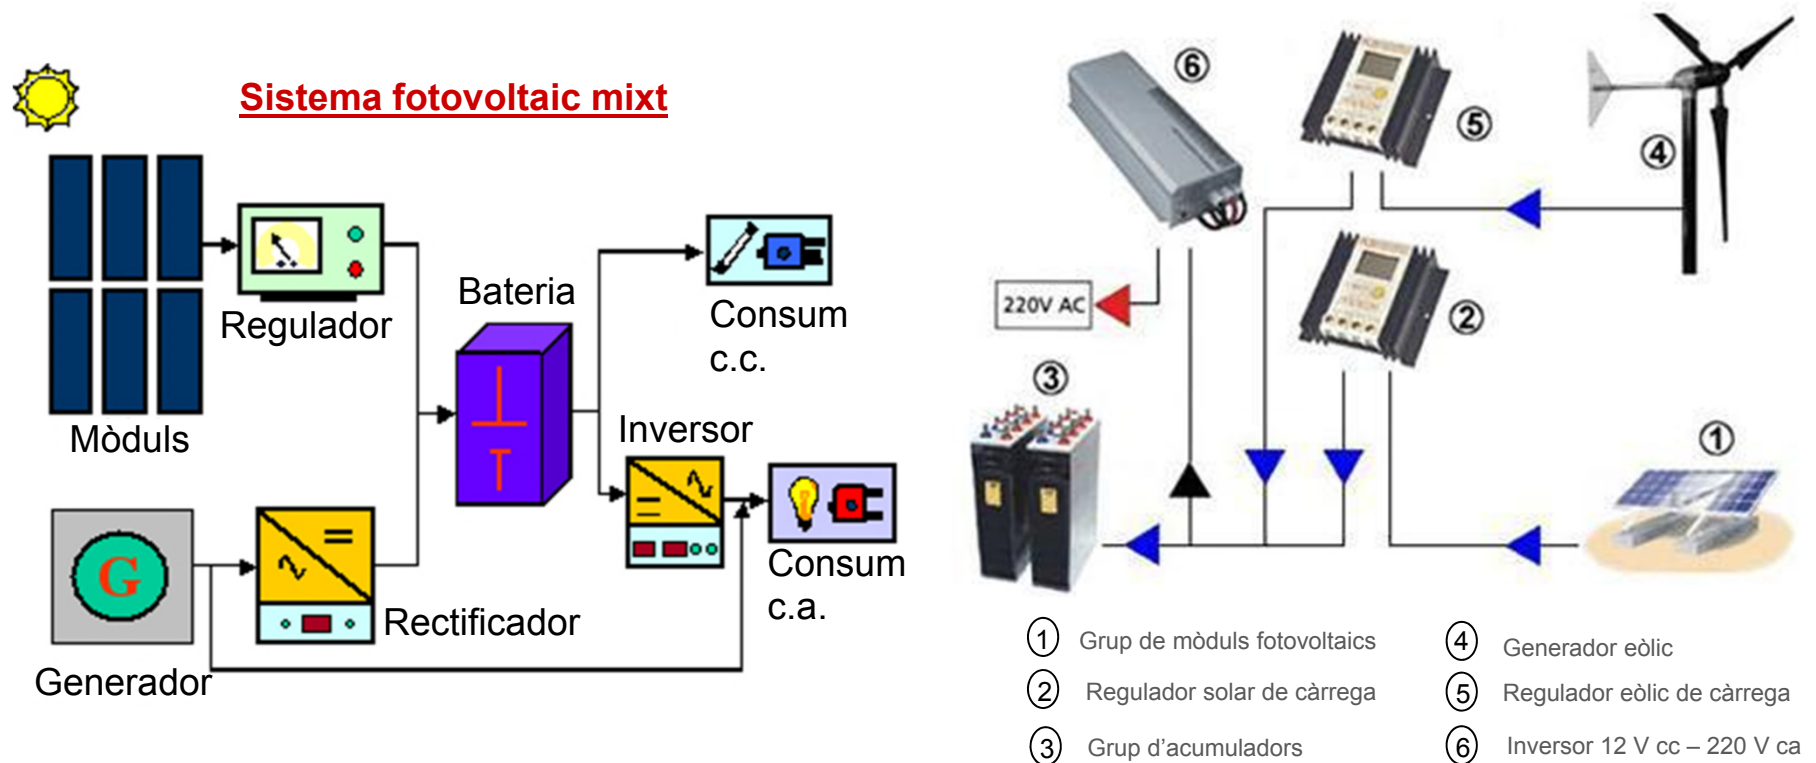 Sistema fotovoltaic mixt
Mòduls
Regulador
Bateria
Consum
c.c.
Inversor
Consum
c.a.
G
Generador
Rectificador
6
5
4
220V AC
2
3
1
1 Grup de mòduls fotovoltaics
2 Regulador solar de càrrega
3 Grup d’acumuladors
4 Generador eòlic
5 Regulador eòlic de càrrega
6 Inversor 12 V cc – 220 V ca